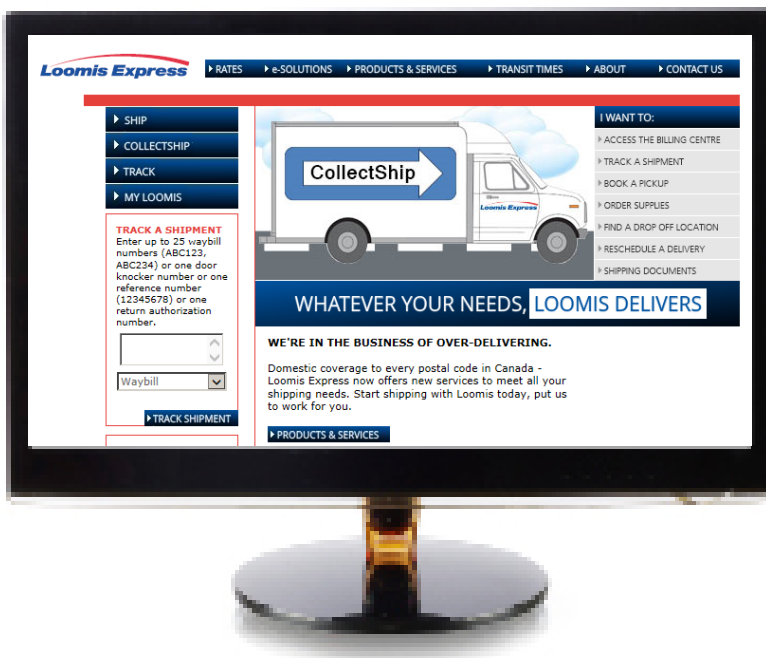 Loomis Express
RATES
e-SOLUTIONS
PRODUCTS & SERVICES
TRANSIT TIMES
ABOUT
CONTACT US
SHIP
COLLECTSHIP
TRACK
MY LOOMIS
TRACK A SHIPMENT
Enter up to 25 waybill
numbers (ABC123,
ABC234) or one door
knocker number or one
reference number
(12345678) or one
return authorization
number.
Waybill
TRACK SHIPMENT
CollectShip
Loomis Express
I WANT TO:
ACCESS THE BILLING CENTRE
TRACK A SHIPMENT
BOOK A PICKUP
ORDER SUPPLIES
FIND A DROP OFF LOCATION
RESCHEDULE A DELIVERY
SHIPPING DOCUMENTS
WHATEVER YOUR NEEDS, LOOMIS DELIVERS
WE'RE IN THE BUSINESS OF OVER-DELIVERING.
Domestic coverage to every postal code in Canada -
Loomis Express now offers new services to meet all your
shipping needs. Start shipping with Loomis today, put us
to work for you.
PRODUCTS & SERVICES